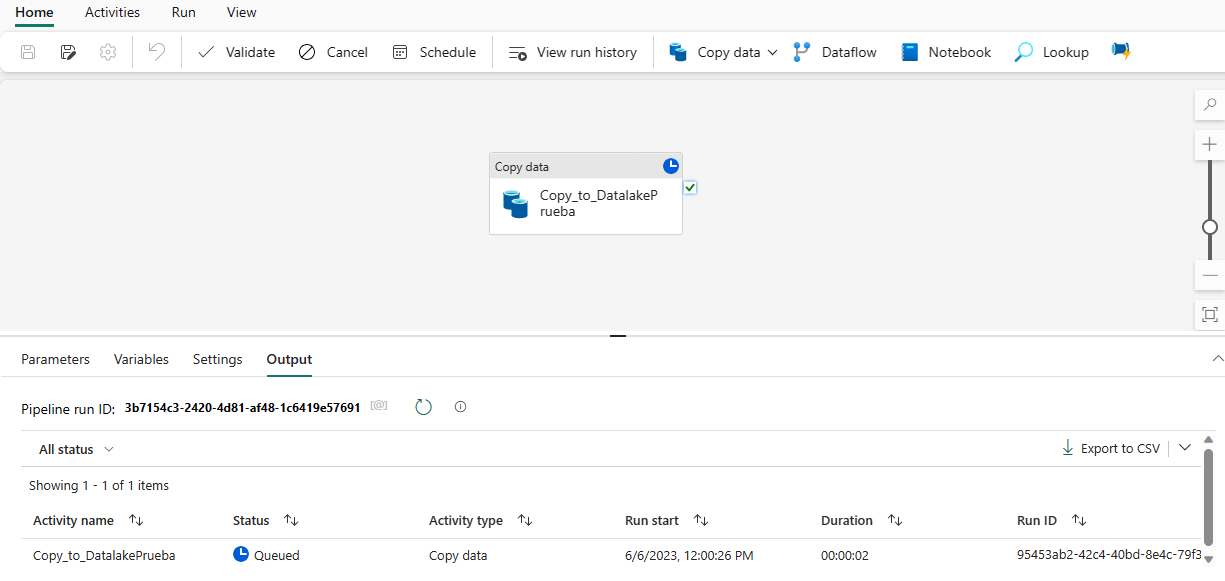 Home Activities Run View
Validate Cancel Schedule View run history Copy data Dataflow Notebook Lookup
Copy data
Copy_to_DatalakeP
rueba
Parameters Variables Settings Output
Pipeline run ID: 3b7154c3-2420-4d81-af48-1c6419e57691 [@]
All status Export to CSV
Showing 1 - 1 of 1 items
Activity name Status Activity type Run start Duration Run ID
Copy_to_DatalakePrueba Queued Copy data 6/6/2023, 12:00:26 PM 00:00:02 95453ab2-42c4-40bd-8e4c-79f3